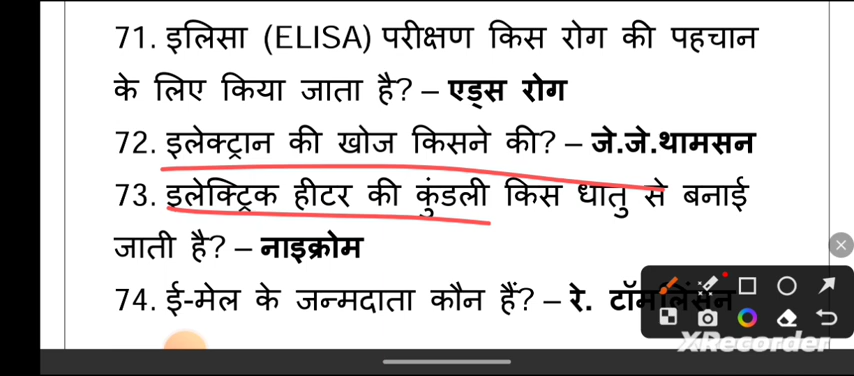 71. इलिसा (ELISA) परीक्षण किस रोग की पहचान
के लिए किया जाता है? – एड्स रोग
72. इलेक्ट्रान की खोज किसने की? – जे.जे.थामसन
73. इलेक्ट्रिक हीटर की कुंडली किस धातु से बनाई
जाती है? – नाइक्रोम
74. ई-मेल के जन्मदाता कौन हैं? – रे. टॉमलिंसन
XRecorder